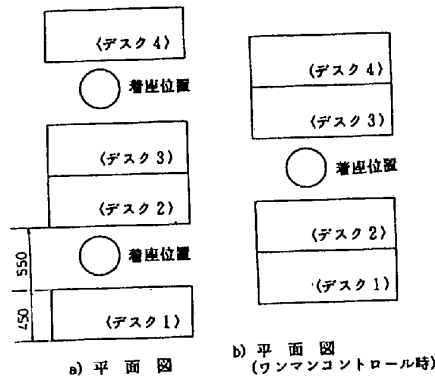 〈デスク4〉
着座位置
〈デスク3〉
〈デスク2〉
着座位置
〈デスク1〉
550
450
a) 平 面 図
〈デスク4〉
〈デスク3〉
着座位置
〈デスク2〉
〈デスク1〉
b) 平 面 図
(ワンマンコントロール時)